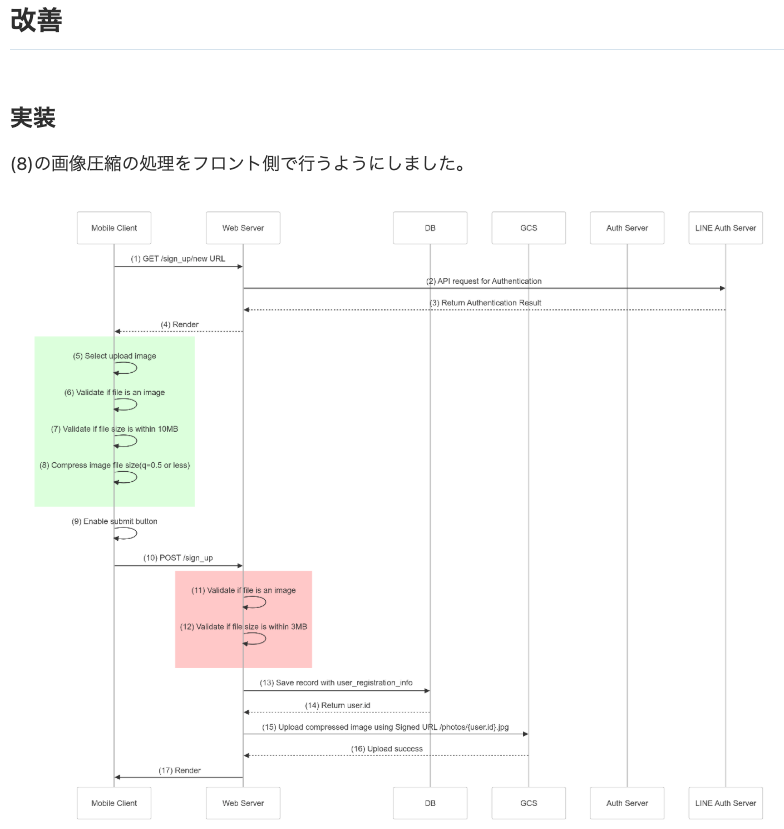 改善
実装
(8)の画像圧縮の処理をフロント側で行うようにしました。
Mobile Client
Web Server
DB
GCS
Auth Server
LINE Auth Server
(1) GET /sign_up/new URL
(2) API request for Authentication
(3) Return Authentication Result
(4) Render
(5) Select upload image
(6) Validate if file is an image
(7) Validate if file size is within 10MB
(8) Compress image file size(q=0.5 or less)
(9) Enable submit button
(10) POST /sign_up
(11) Validate if file is an image
(12) Validate if file size is within 3MB
(13) Save record with user_registration_info
(14) Return user.id
(15) Upload compressed image using Signed URL /photos/{user.id}.jpg
(16) Upload success
(17) Render
Mobile Client
Web Server
DB
GCS
Auth Server
LINE Auth Server